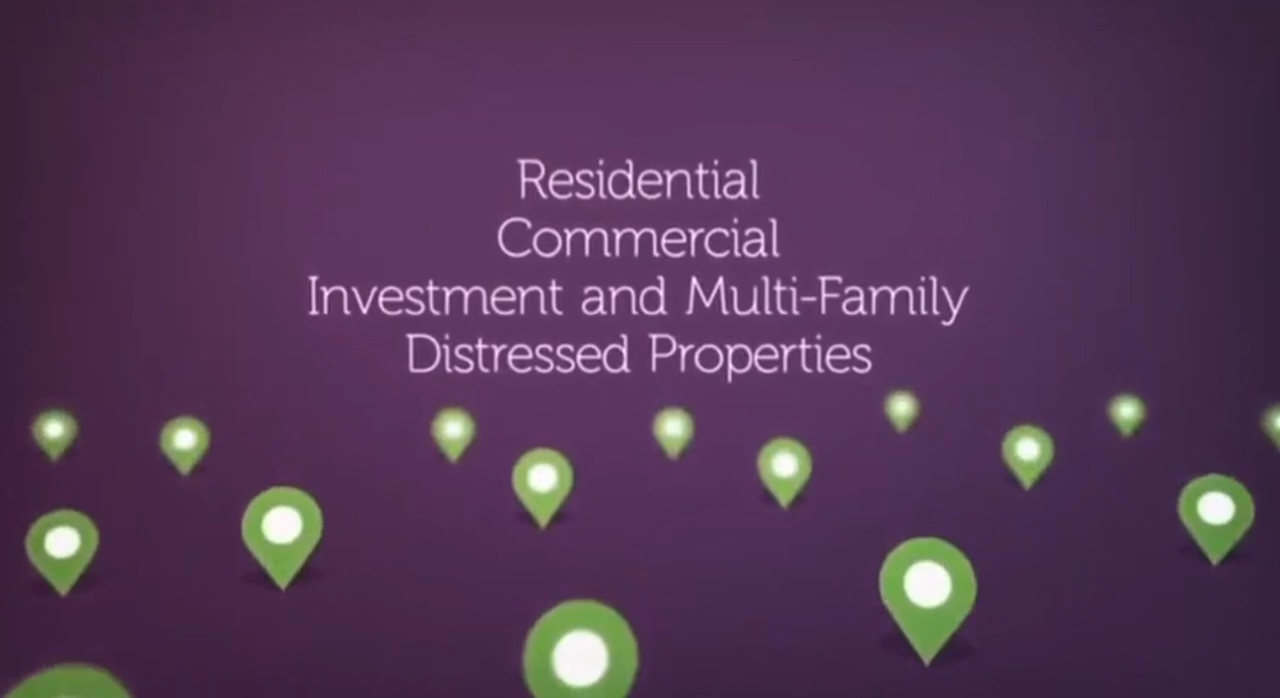 Residential
Commercial
Investment and Multi-Family
Distressed Properties